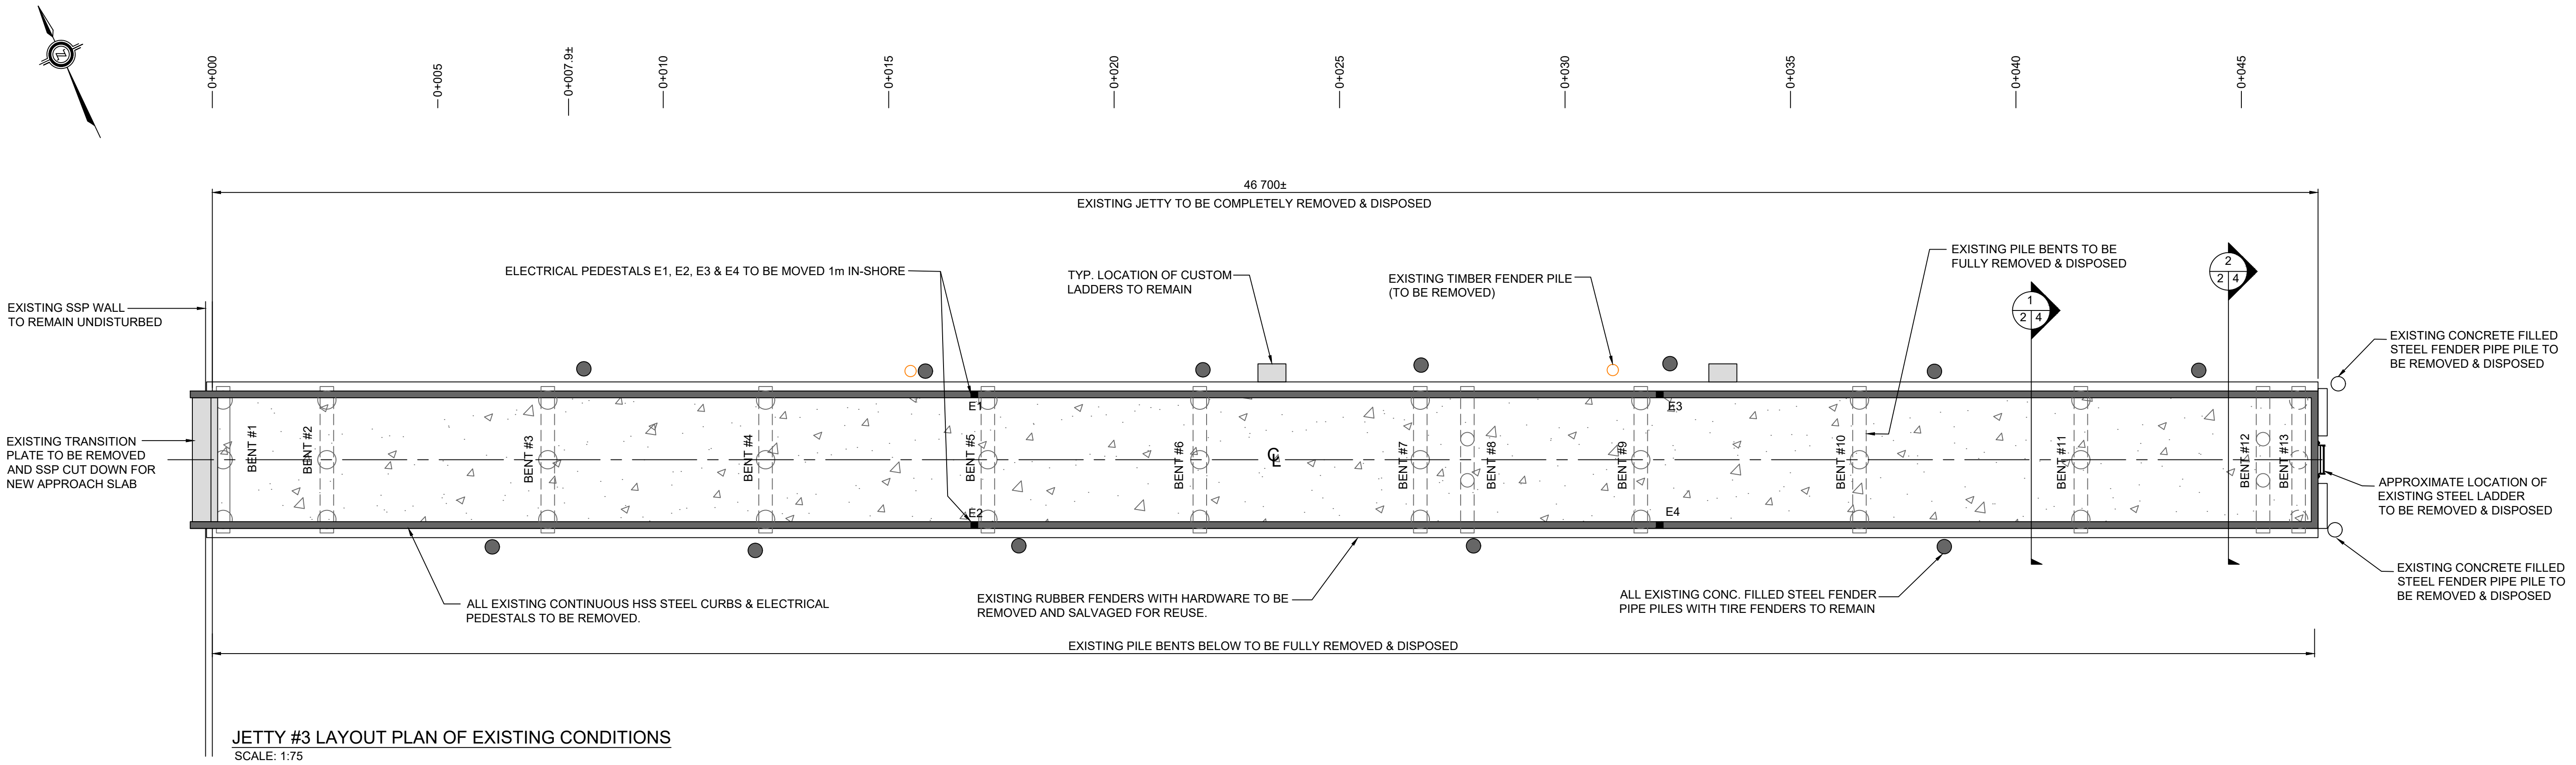 0+000
0+005
0+007.9±
0+010
0+015
0+020
0+025
0+030
0+035
0+040
0+045
46 700±
EXISTING JETTY TO BE COMPLETELY REMOVED & DISPOSED
EXISTING PILE BENTS TO BE
FULLY REMOVED & DISPOSED
2
2 4
1
2 4
ELECTRICAL PEDESTALS E1, E2, E3 & E4 TO BE MOVED 1m IN-SHORE
TYP. LOCATION OF CUSTOM
LADDERS TO REMAIN
EXISTING TIMBER FENDER PILE
(TO BE REMOVED)
EXISTING SSP WALL
TO REMAIN UNDISTURBED
EXISTING CONCRETE FILLED
STEEL FENDER PIPE PILE TO
BE REMOVED & DISPOSED
E1
E3
EXISTING TRANSITION
PLATE TO BE REMOVED
AND SSP CUT DOWN FOR
NEW APPROACH SLAB
BENT #1
BENT #2
BENT #3
BENT #4
BENT #5
BENT #6
CL
BENT #7
BENT #8
BENT #9
BENT #10
BENT #11
BENT #12
BENT #13
APPROXIMATE LOCATION OF
EXISTING STEEL LADDER
TO BE REMOVED & DISPOSED
E2
E4
EXISTING CONCRETE FILLED
STEEL FENDER PIPE PILE TO
BE REMOVED & DISPOSED
ALL EXISTING CONTINUOUS HSS STEEL CURBS & ELECTRICAL
PEDESTALS TO BE REMOVED.
EXISTING RUBBER FENDERS WITH HARDWARE TO BE
REMOVED AND SALVAGED FOR REUSE.
ALL EXISTING CONC. FILLED STEEL FENDER
PIPE PILES WITH TIRE FENDERS TO REMAIN
EXISTING PILE BENTS BELOW TO BE FULLY REMOVED & DISPOSED
JETTY #3 LAYOUT PLAN OF EXISTING CONDITIONS
SCALE: 1:75